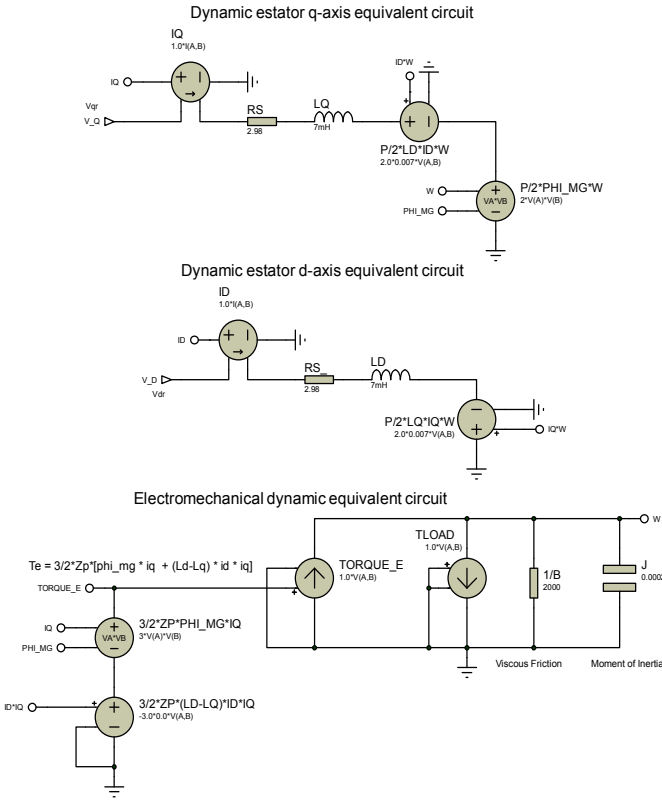 Dynamic estator q-axis equivalent circuit
IQ
1.0*I(A,B)
IQ
Vqr
V_Q
RS
2.98
LQ
7mH
ID*W
P/2*LD*ID*W
2.0*0.007*V(A,B)
W
PHI_MG
VA*VB
P/2*PHI_MG*W
2*V(A)*V(B)
Dynamic estator d-axis equivalent circuit
ID
1.0*I(A,B)
ID
V_D
Vdr
RS_
2.98
LD
7mH
P/2*LQ*IQ*W
2.0*0.007*V(A,B)
IQ*W
Electromechanical dynamic equivalent circuit
W
TLOAD
1.0*V(A,B)
Te = 3/2*Zp*[phi_mg * iq + (Ld-Lq) * id * iq]
TORQUE_E
TORQUE_E
1.0*V(A,B)
1/B
2000
J
0.0002
IQ
PHI_MG
VA*VB
3/2*ZP*PHI_MG*IQ
3*V(A)*V(B)
Viscous Friction
Moment of Inertia
ID*IQ
3/2*ZP*(LD-LQ)*ID*IQ
-3.0*0.0*V(A,B)